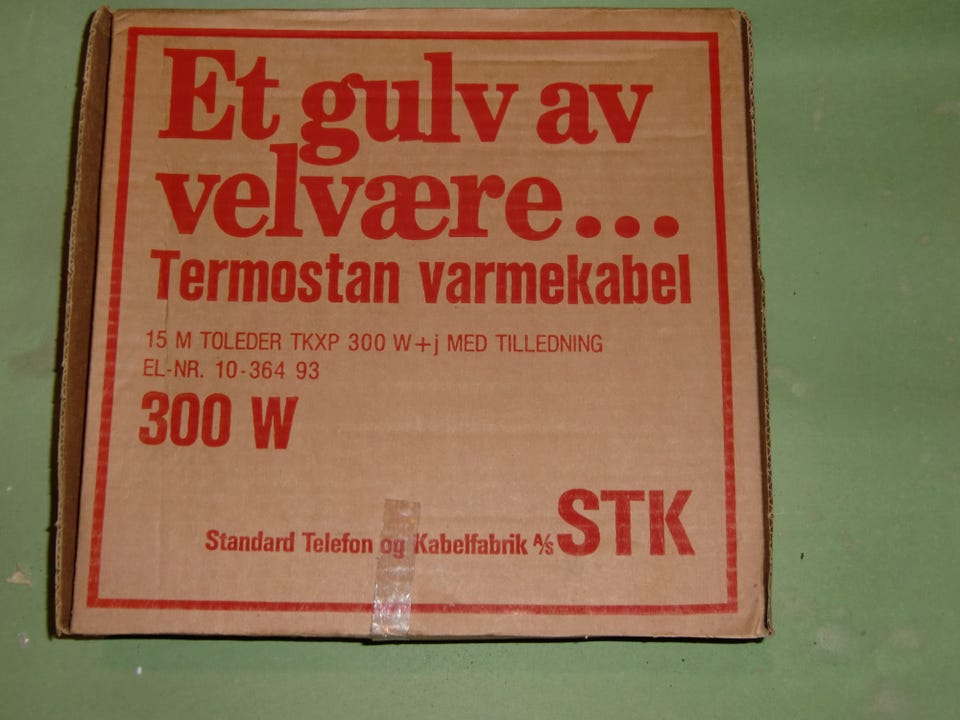 Et gulv av
velvære...
Termostan varmekabel
15 M TOLEDER TKXP 300 W+j MED TILLEDNING
EL-NR. 10-364 93
300 W
Standard Telefon og Kabelfabrik A/S STK